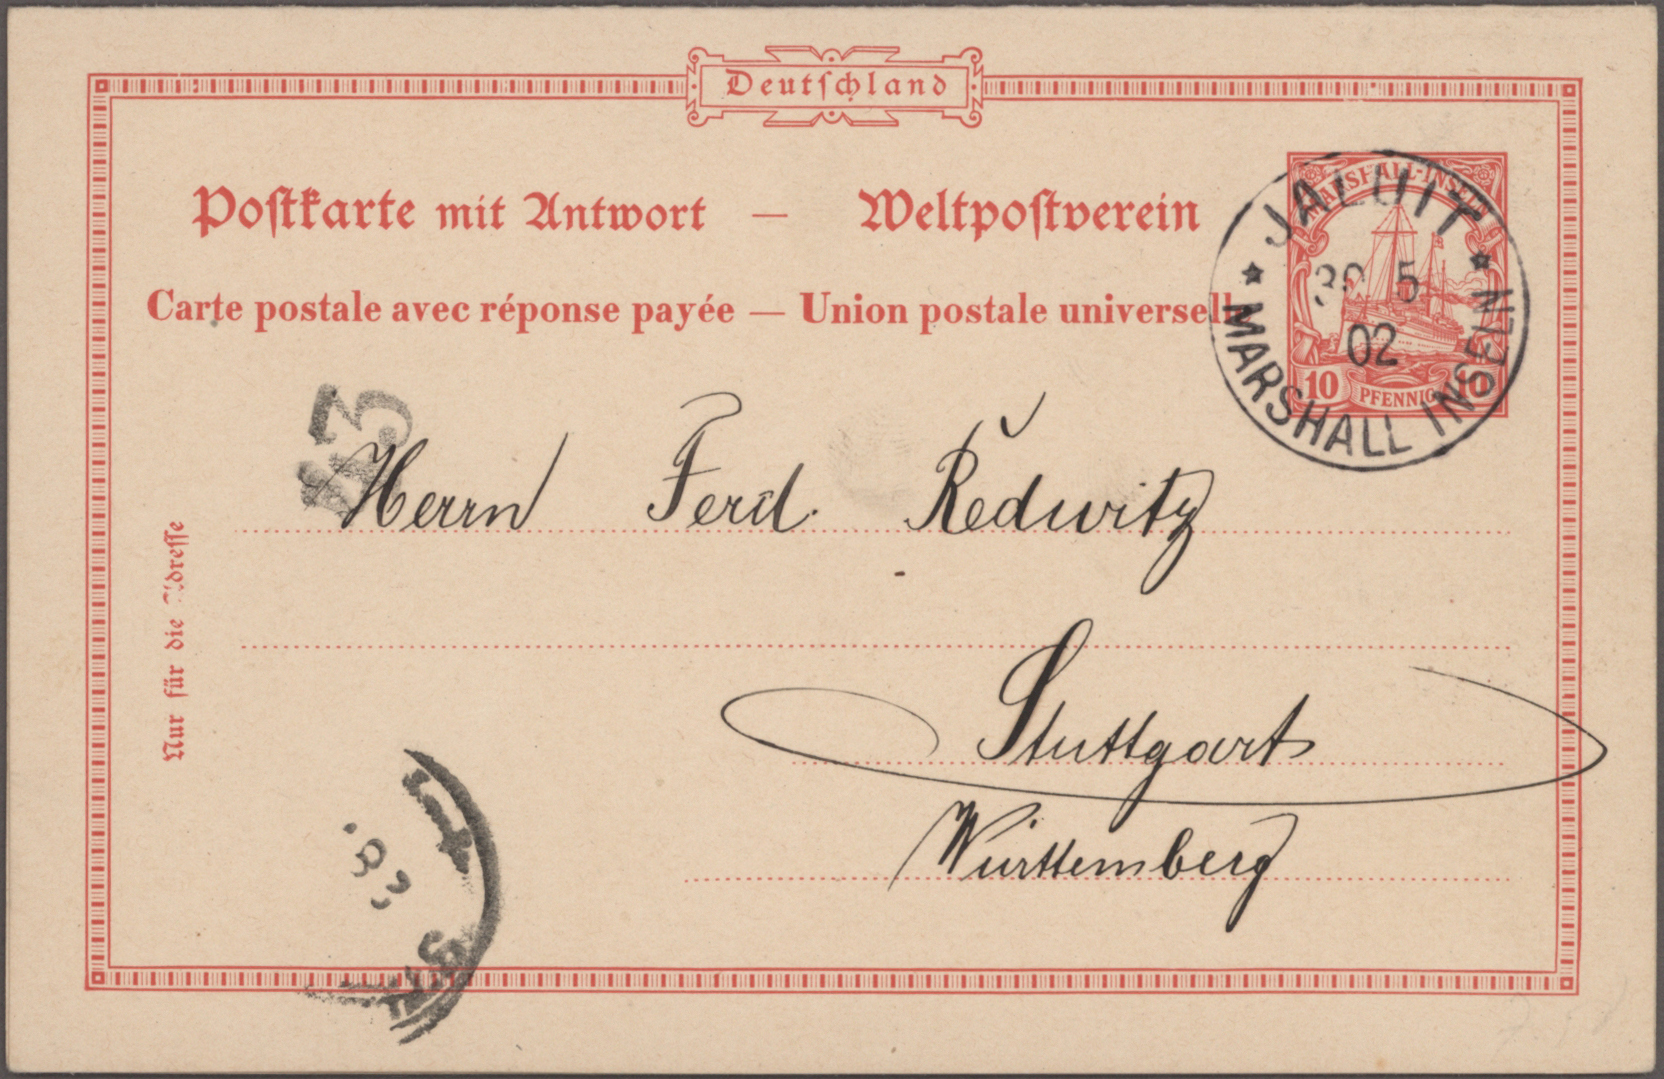 Deutschland
Postkarte mit Antwort — Weltpostverein
Carte postale avec réponse payée — Union postale universelle
MARSHALL-INSELN
10 PFENNIG 10
JALUIT
5
02
MARSHALL INSELN
Herrn Ferd. Redwitz
Stuttgart
Württemberg
Nur für die Adresse